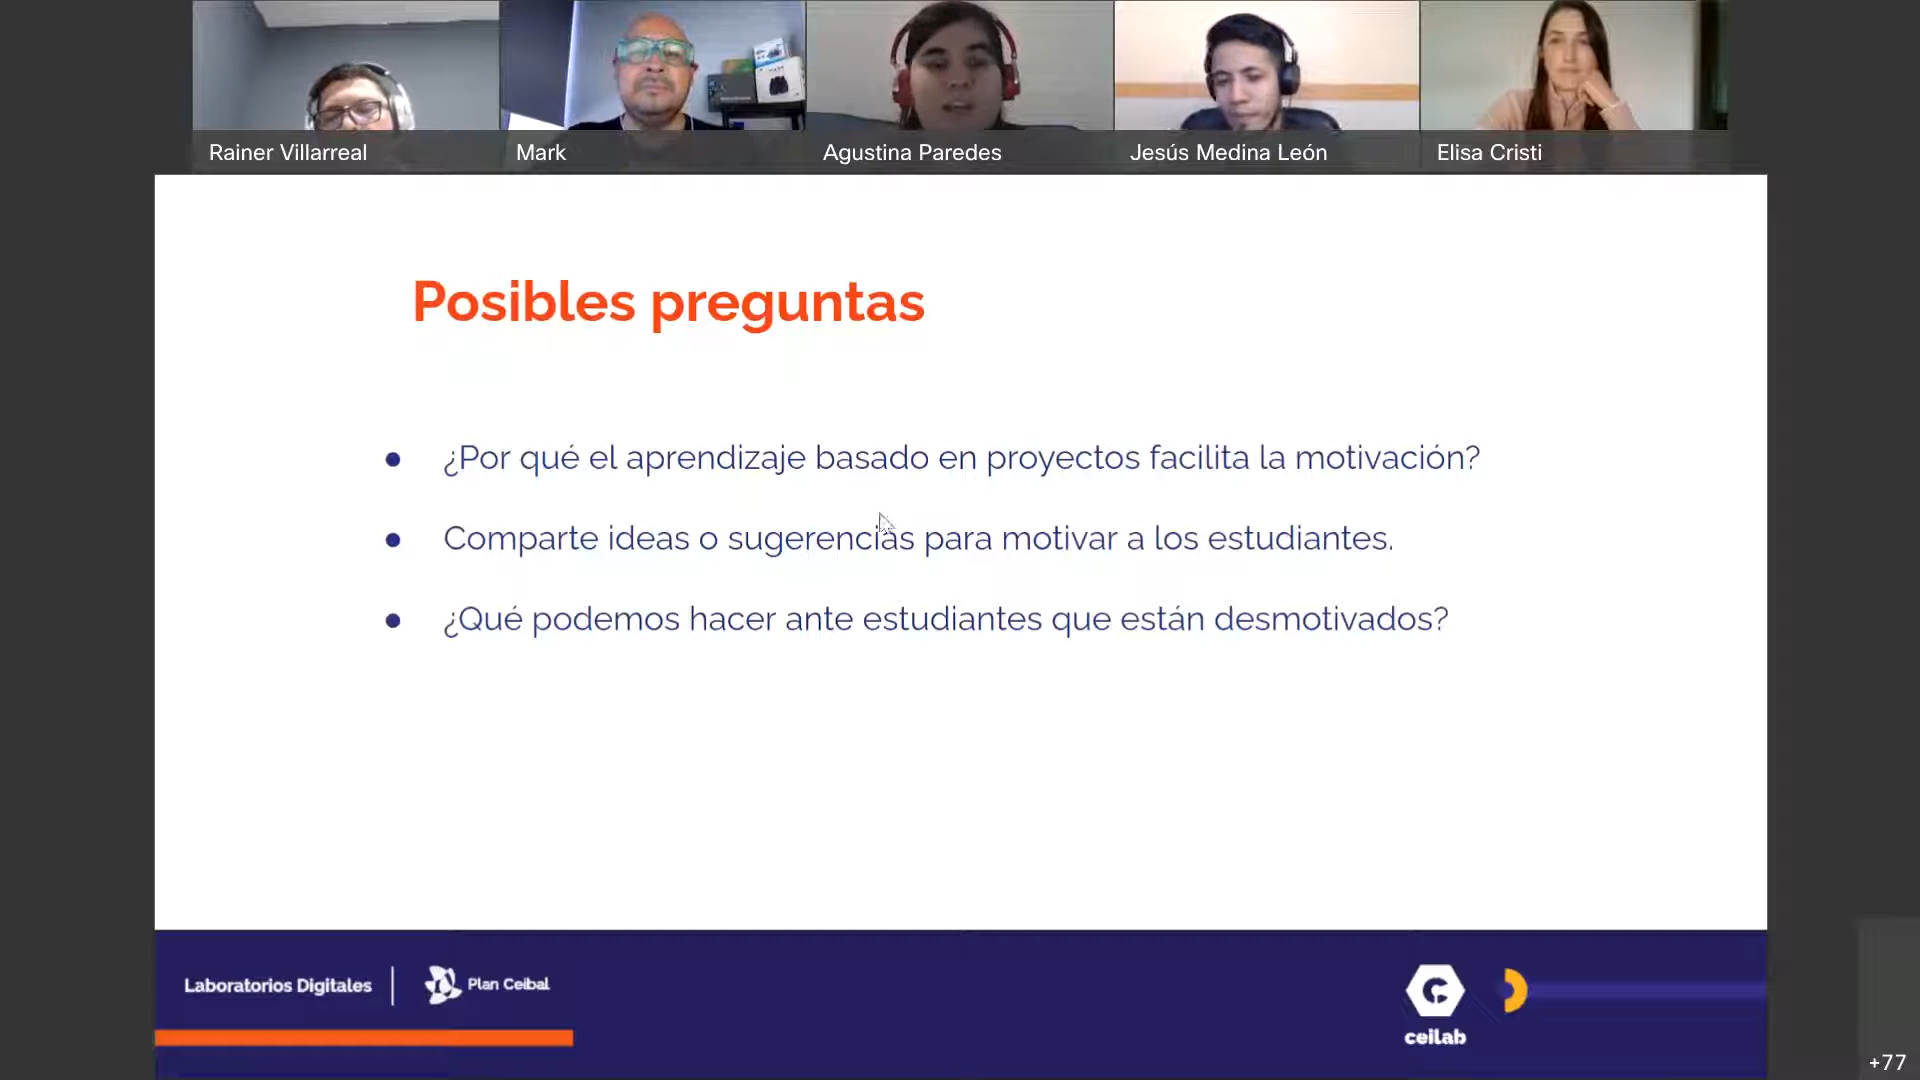 Rainer Villarreal
Mark
Agustina Paredes
Jesús Medina León
Elisa Cristi
Posibles preguntas
● ¿Por qué el aprendizaje basado en proyectos facilita la motivación?
● Comparte ideas o sugerencias para motivar a los estudiantes.
● ¿Qué podemos hacer ante estudiantes que están desmotivados?
Laboratorios Digitales
Plan Ceibal
ceilab
+77